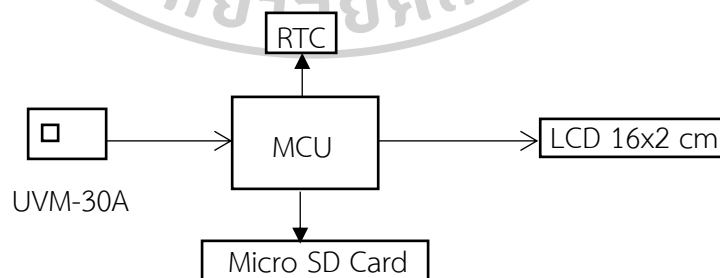 RTC
MCU
LCD 16x2 cm
UVM-30A
Micro SD Card